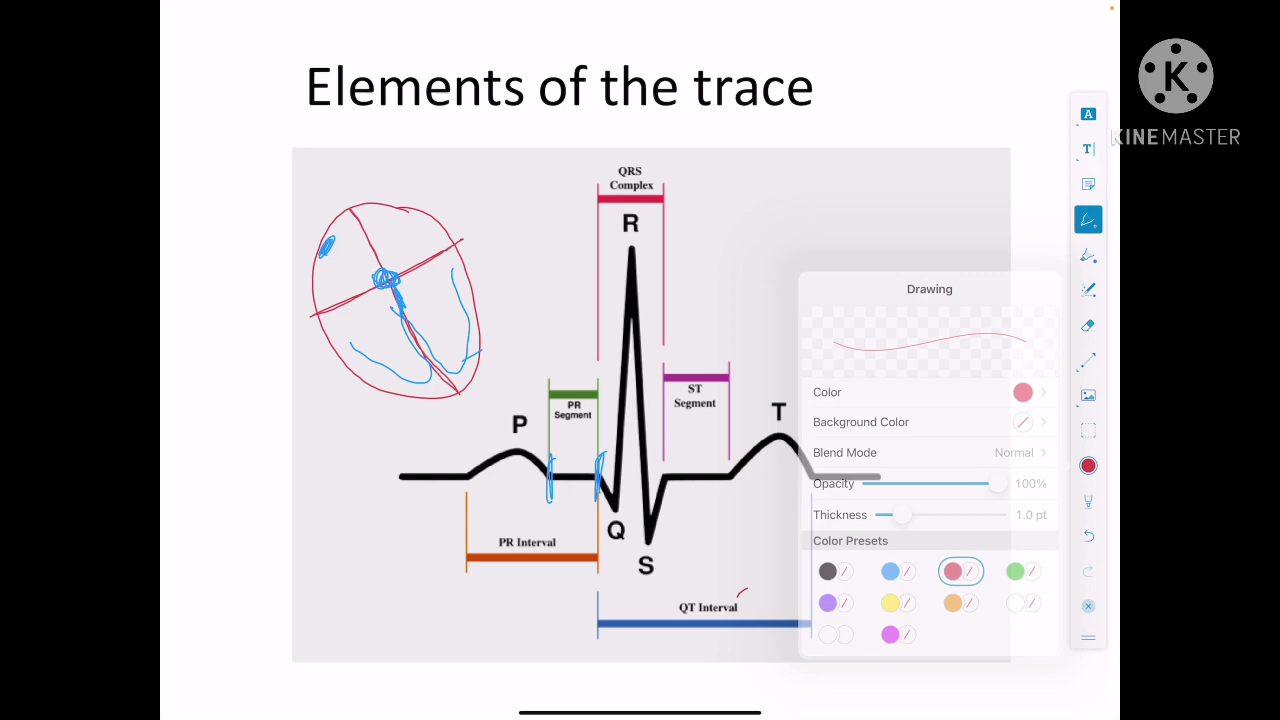 Elements of the trace
K
KINEMASTER
A
T
QRS
Complex
R
Drawing
ST
Segment
PR
Segment
P
T
Color
Background Color
Blend Mode
Normal
Opacity
100%
Thickness
1.0 pt
Color Presets
Q
S
PR Interval
QT Interval